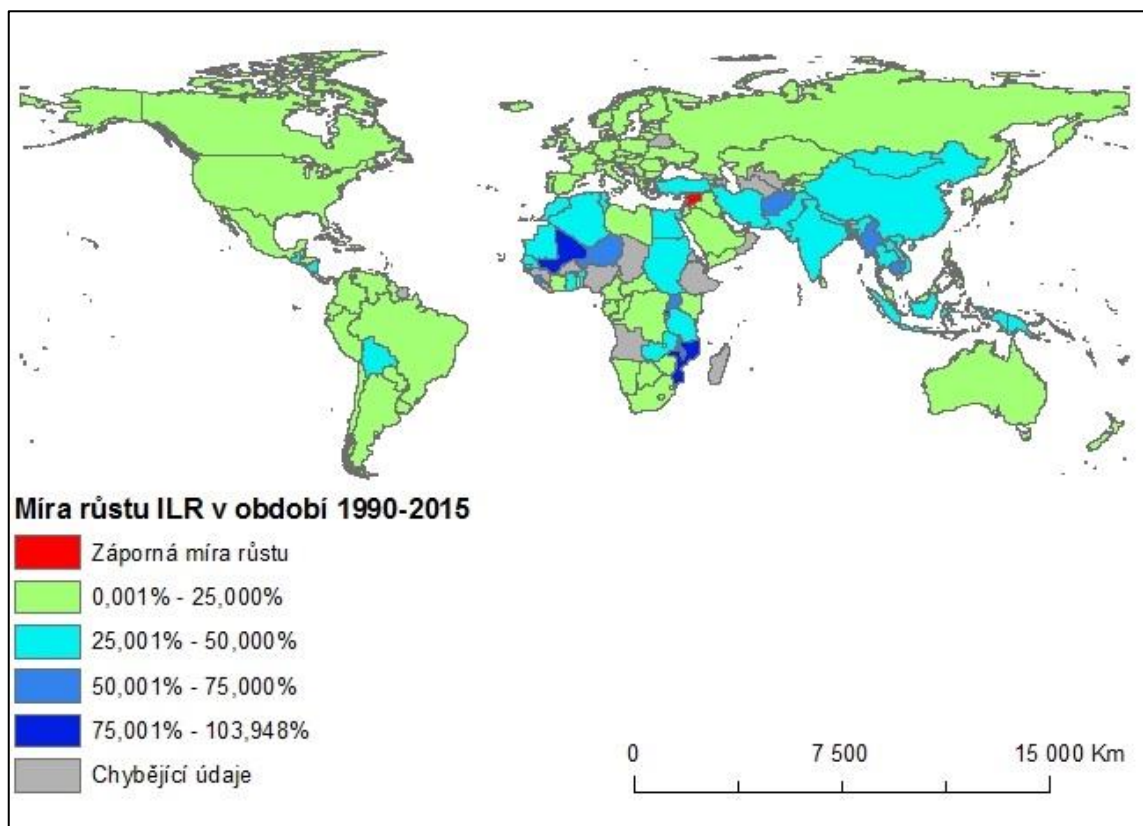 Míra růstu ILR v období 1990-2015
Záporná míra růstu
0,001% - 25,000%
25,001% - 50,000%
50,001% - 75,000%
75,001% - 103,948%
Chybějící údaje
0 7 500 15 000 Km